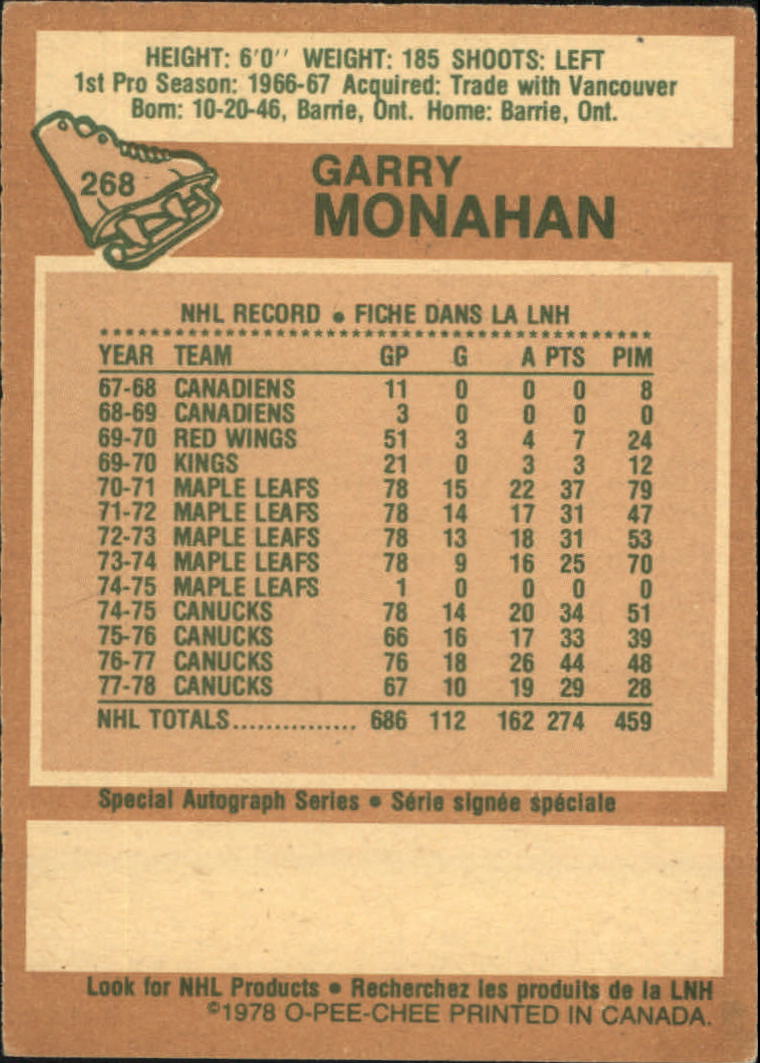 HEIGHT: 6'0'' WEIGHT: 185 SHOOTS: LEFT
1st Pro Season: 1966-67 Acquired: Trade with Vancouver
Born: 10-20-46, Barrie, Ont. Home: Barrie, Ont.
268
GARRY
MONAHAN
NHL RECORD • FICHE DANS LA LNH
YEAR TEAM GP G A PTS PIM
67-68 CANADIENS 11 0 0 0 8
68-69 CANADIENS 3 0 0 0 0
69-70 RED WINGS 51 3 4 7 24
69-70 KINGS 21 0 3 3 12
70-71 MAPLE LEAFS 78 15 22 37 79
71-72 MAPLE LEAFS 78 14 17 31 47
72-73 MAPLE LEAFS 78 13 18 31 53
73-74 MAPLE LEAFS 78 9 16 25 70
74-75 MAPLE LEAFS 1 0 0 0 0
74-75 CANUCKS 78 14 20 34 51
75-76 CANUCKS 66 16 17 33 39
76-77 CANUCKS 76 18 26 44 48
77-78 CANUCKS 67 10 19 29 28
NHL TOTALS............... 686 112 162 274 459
Special Autograph Series • Série signée spéciale
Look for NHL Products • Recherchez les produits de la LNH
©1978 O-PEE-CHEE PRINTED IN CANADA.